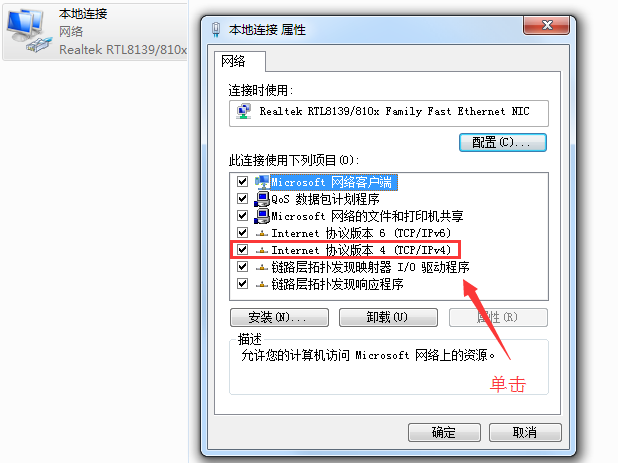 本地连接
网络
Realtek RTL8139/810x
本地连接 属性
网络
连接时使用:
Realtek RTL8139/810x Family Fast Ethernet NIC
配置(C)...
此连接使用下列项目(O):
Microsoft 网络客户端
QoS 数据包计划程序
Microsoft 网络的文件和打印机共享
Internet 协议版本 6 (TCP/IPv6)
Internet 协议版本 4 (TCP/IPv4)
链路层拓扑发现映射器 I/O 驱动程序
链路层拓扑发现响应程序
安装(N)...
卸载(U)
属性(R)
描述
允许您的计算机访问 Microsoft 网络上的资源。
单击
确定
取消